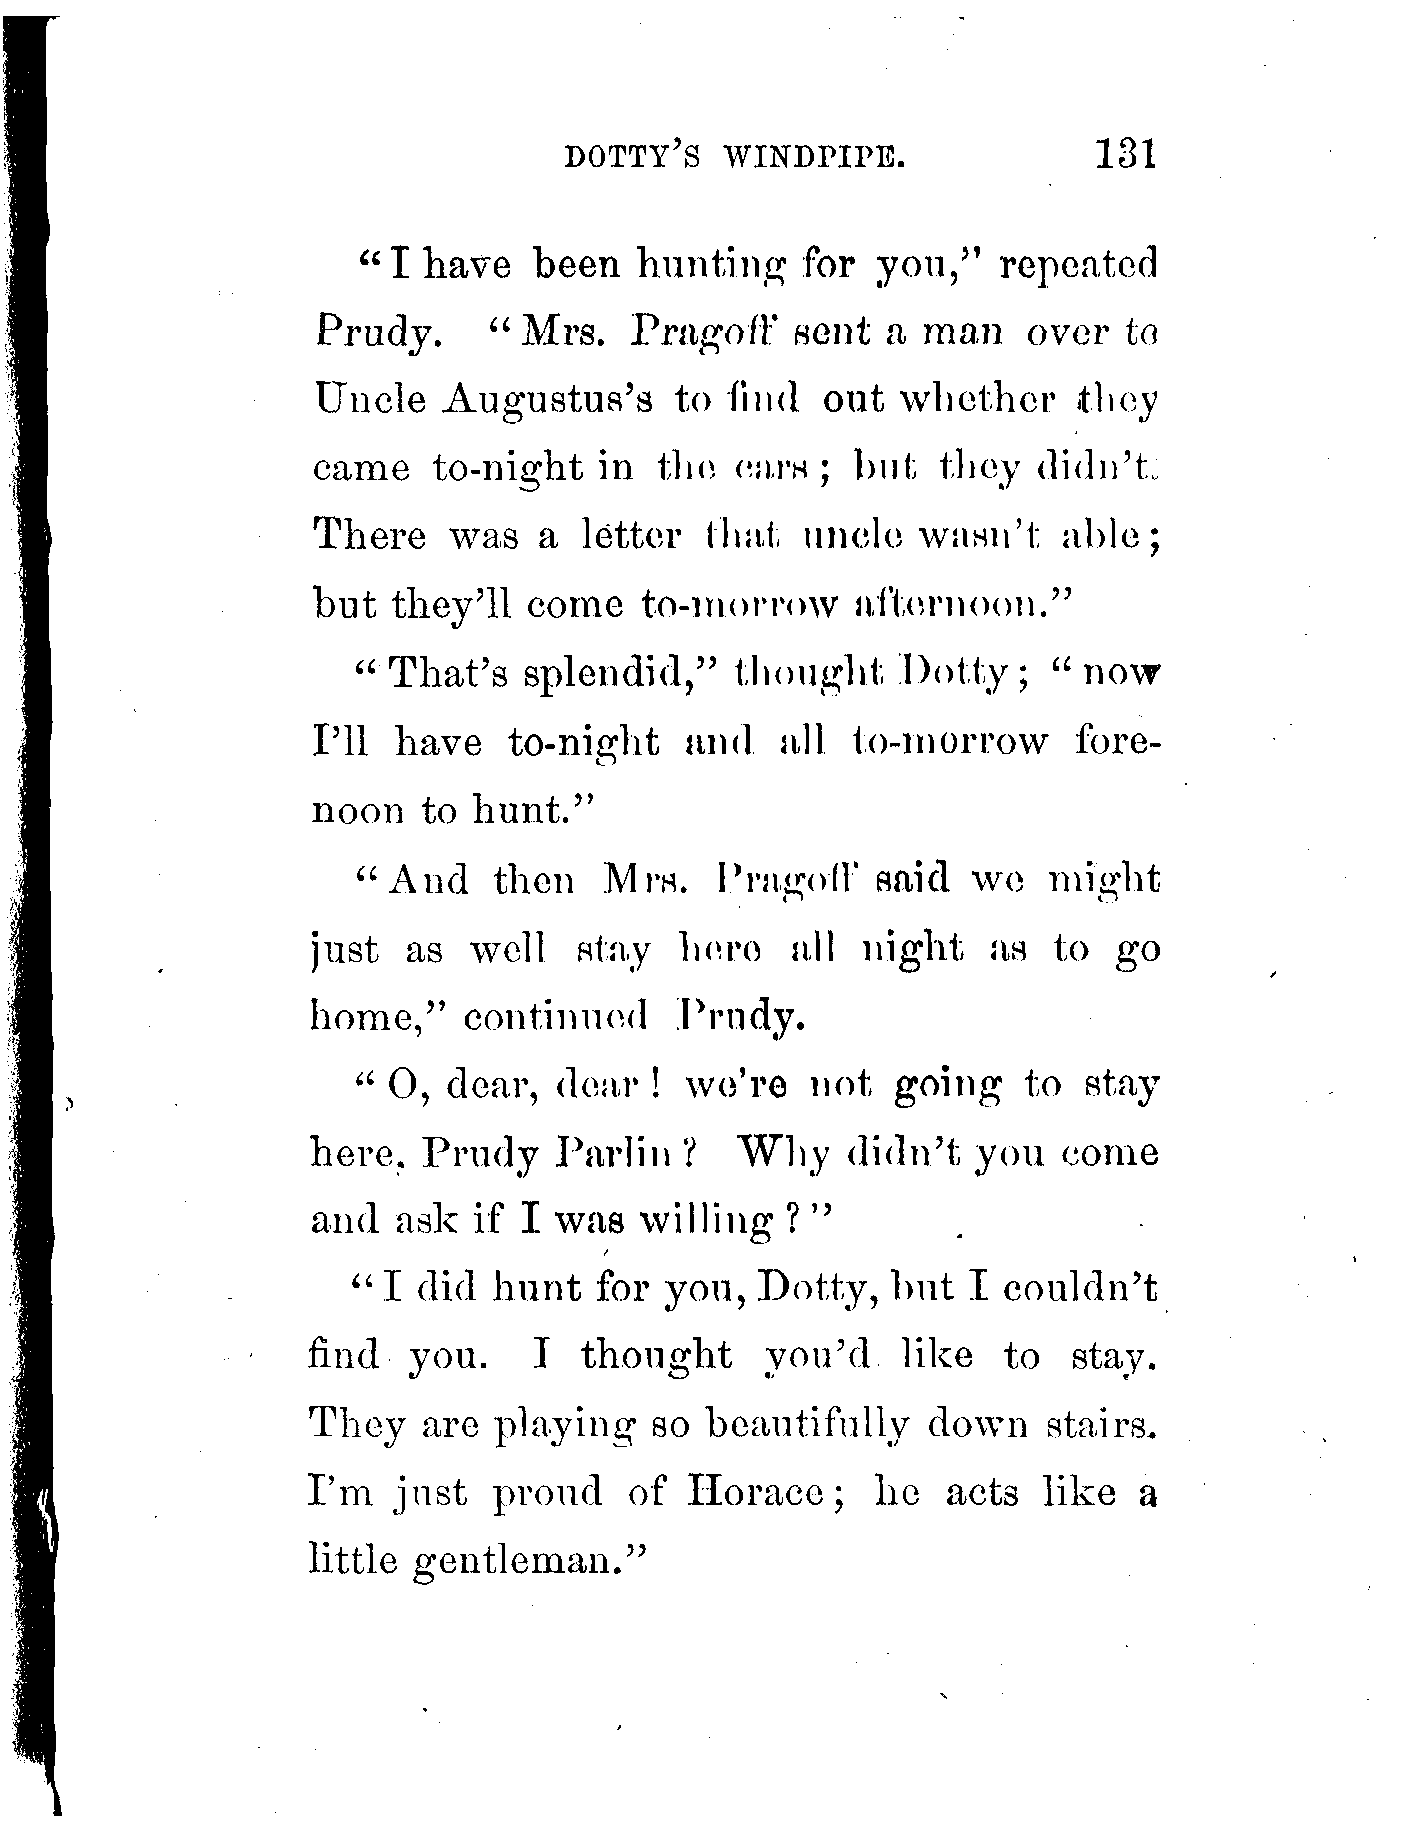 DOTTY'S WINDPIPE. 131
"I have been hunting for you," repeated
Prudy. "Mrs. Pragoff sent a man over to
Uncle Augustus's to find out whether they
came to-night in the cars; but they didn't.
There was a letter that uncle wasn't able;
but they'll come to-morrow afternoon."
"That's splendid," thought Dotty; "now
I'll have to-night and all to-morrow fore-
noon to hunt."
"And then Mrs. Pragoff said we might
just as well stay here all night as to go
home," continued Prudy.
"O, dear, dear! we're not going to stay
here, Prudy Parlin? Why didn't you come
and ask if I was willing?"
"I did hunt for you, Dotty, but I couldn't
find you. I thought you'd like to stay.
They are playing so beautifully down stairs.
I'm just proud of Horace; he acts like a
little gentleman."